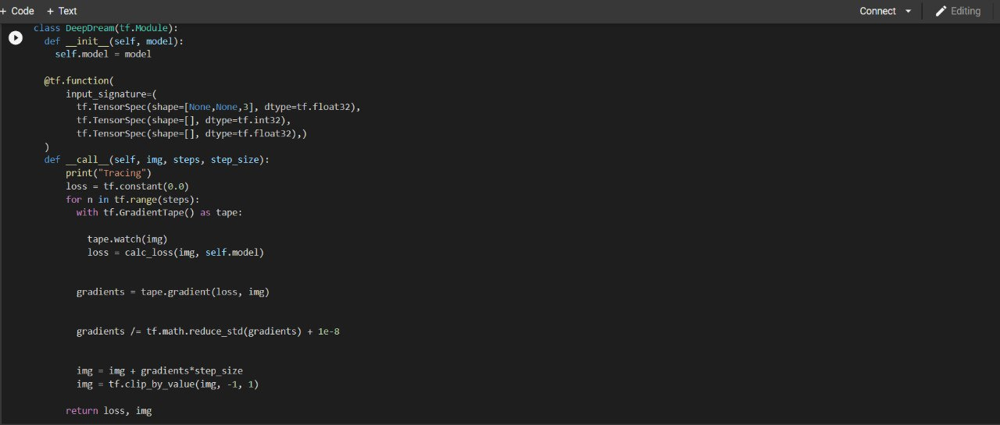 + Code + Text Connect Editing
class DeepDream(tf.Module):
  def __init__(self, model):
    self.model = model
  @tf.function(
      input_signature=(
        tf.TensorSpec(shape=[None,None,3], dtype=tf.float32),
        tf.TensorSpec(shape=[], dtype=tf.int32),
        tf.TensorSpec(shape=[], dtype=tf.float32),)
  )
  def __call__(self, img, steps, step_size):
      print("Tracing")
      loss = tf.constant(0.0)
      for n in tf.range(steps):
        with tf.GradientTape() as tape:
          tape.watch(img)
          loss = calc_loss(img, self.model)
        gradients = tape.gradient(loss, img)
        gradients /= tf.math.reduce_std(gradients) + 1e-8
        img = img + gradients*step_size
        img = tf.clip_by_value(img, -1, 1)
      return loss, img